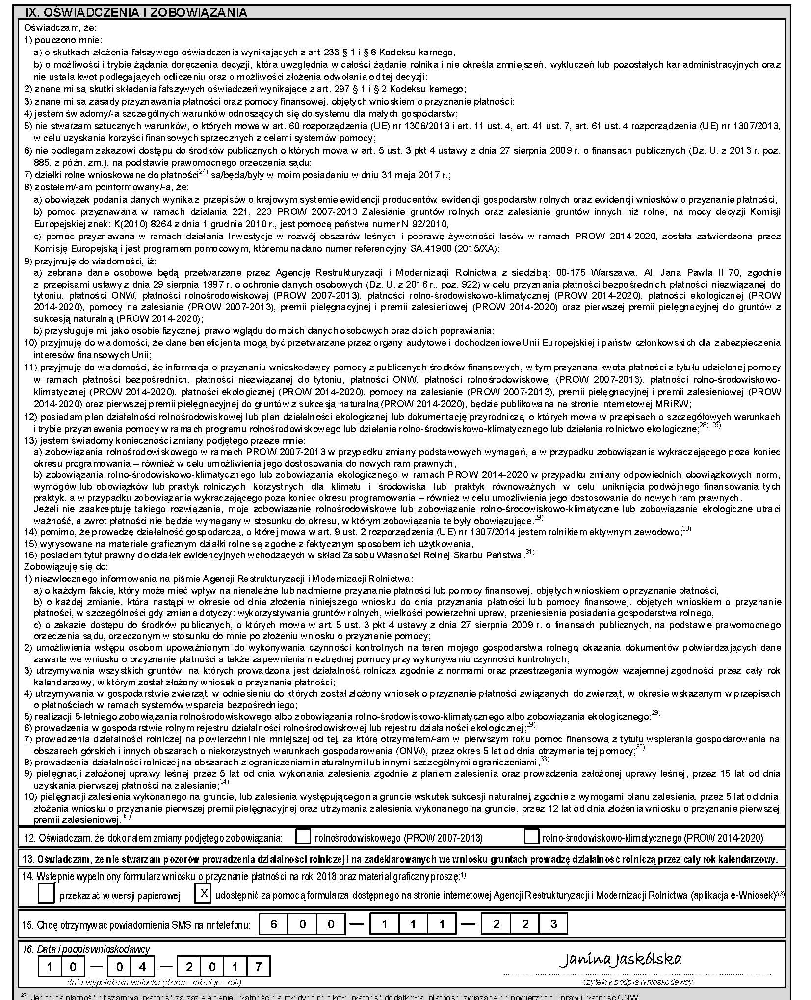 IX. OŚWIADCZENIA I ZOBOWIĄZANIA
Oświadczam, że:
1) pouczono mnie:
a) o skutkach złożenia fałszywego oświadczenia wynikających z art. 233 § 1 i § 6 Kodeksu karnego,
b) o możliwości i trybie żądania doręczenia decyzji, która uwzględnia w całości żądanie rolnika i nie określa zmniejszeń, wykluczeń lub pozostałych kar administracyjnych oraz
nie ustala kwot podlegających odliczeniu oraz o możliwości złożenia odwołania od tej decyzji;
2) znane mi są skutki składania fałszywych oświadczeń wynikające z art. 297 § 1 i § 2 Kodeksu karnego;
3) znane mi są zasady przyznawania płatności oraz pomocy finansowej, objętych wnioskiem o przyznanie płatności;
4) jestem świadomy/-a szczególnych warunków odnoszących się do systemu dla małych gospodarstw;
5) nie stwarzam sztucznych warunków, o których mowa w art. 60 rozporządzenia (UE) nr 1306/2013 i art. 11 ust. 4, art. 41 ust. 7, art. 61 ust. 4 rozporządzenia (UE) nr 1307/2013,
w celu uzyskania korzyści finansowych sprzecznych z celami systemów pomocy;
6) nie podlegam zakazowi dostępu do środków publicznych o których mowa w art. 5 ust. 3 pkt 4 ustawy z dnia 27 sierpnia 2009 r. o finansach publicznych (Dz. U. z 2013 r. poz.
885, z późn. zm.), na podstawie prawomocnego orzeczenia sądu;
7) działki rolne wnioskowane do płatności27) są/będą/były w moim posiadaniu w dniu 31 maja 2017 r.;
8) zostałem/-am poinformowany/-a, że:
a) obowiązek podania danych wynika z przepisów o krajowym systemie ewidencji producentów, ewidencji gospodarstw rolnych oraz ewidencji wniosków o przyznanie płatności,
b) pomoc przyznawana w ramach działania 221, 223 PROW 2007-2013 Zalesianie gruntów rolnych oraz zalesianie gruntów innych niż rolne, na mocy decyzji Komisji
Europejskiej znak: K(2010) 8264 z dnia 1 grudnia 2010 r., jest pomocą państwa numer N 92/2010,
c) pomoc przyznawana w ramach działania Inwestycje w rozwój obszarów leśnych i poprawę żywotności lasów w ramach PROW 2014-2020, została zatwierdzona przez
Komisję Europejską i jest programem pomocowym, któremu nadano numer referencyjny SA.41900 (2015/XA);
9) przyjmuję do wiadomości, iż:
a) zebrane dane osobowe będą przetwarzane przez Agencję Restrukturyzacji i Modernizacji Rolnictwa z siedzibą: 00-175 Warszawa, Al. Jana Pawła II 70, zgodnie
z przepisami ustawy z dnia 29 sierpnia 1997 r. o ochronie danych osobowych (Dz. U. z 2016 r., poz. 922) w celu przyznania płatności bezpośrednich, płatności niezwiązanej do
tytoniu, płatności ONW, płatności rolnośrodowiskowej (PROW 2007-2013), płatności rolno-środowiskowo-klimatycznej (PROW 2014-2020), płatności ekologicznej (PROW
2014-2020), pomocy na zalesianie (PROW 2007-2013), premii pielęgnacyjnej i premii zalesieniowej (PROW 2014-2020) oraz pierwszej premii pielęgnacyjnej do gruntów z
sukcesją naturalną (PROW 2014-2020);
b) przysługuje mi, jako osobie fizycznej, prawo wglądu do moich danych osobowych oraz do ich poprawiania;
10) przyjmuję do wiadomości, że dane beneficjenta mogą być przetwarzane przez organy audytowe i dochodzeniowe Unii Europejskiej i państw członkowskich dla zabezpieczenia
interesów finansowych Unii;
11) przyjmuję do wiadomości, że informacja o przyznaniu wnioskodawcy pomocy z publicznych środków finansowych, w tym przyznana kwota płatności z tytułu udzielonej pomocy
w ramach płatności bezpośrednich, płatności niezwiązanej do tytoniu, płatności ONW, płatności rolnośrodowiskowej (PROW 2007-2013), płatności rolno-środowiskowo-
klimatycznej (PROW 2014-2020), płatności ekologicznej (PROW 2014-2020), pomocy na zalesianie (PROW 2007-2013), premii pielęgnacyjnej i premii zalesieniowej (PROW
2014-2020) oraz pierwszej premii pielęgnacyjnej do gruntów z sukcesją naturalną (PROW 2014-2020), będzie publikowana na stronie internetowej MRiRW;
12) posiadam plan działalności rolnośrodowiskowej lub plan działalności ekologicznej lub dokumentację przyrodniczą, o których mowa w przepisach o szczegółowych warunkach
i trybie przyznawania pomocy w ramach programu rolnośrodowiskowego lub działania rolno-środowiskowo-klimatycznego lub działania rolnictwo ekologiczne;28), 29)
13) jestem świadomy konieczności zmiany podjętego przeze mnie:
a) zobowiązania rolnośrodowiskowego w ramach PROW 2007-2013 w przypadku zmiany podstawowych wymagań, a w przypadku zobowiązania wykraczającego poza koniec
okresu programowania – również w celu umożliwienia jego dostosowania do nowych ram prawnych,
b) zobowiązania rolno-środowiskowo-klimatycznego lub zobowiązania ekologicznego w ramach PROW 2014-2020 w przypadku zmiany odpowiednich obowiązkowych norm,
wymogów lub obowiązków lub praktyk rolniczych korzystnych dla klimatu i środowiska lub praktyk równoważnych w celu uniknięcia podwójnego finansowania tych
praktyk, a w przypadku zobowiązania wykraczającego poza koniec okresu programowania – również w celu umożliwienia jego dostosowania do nowych ram prawnych.
Jeżeli nie zaakceptuję takiego rozwiązania, moje zobowiązanie rolnośrodowiskowe lub zobowiązanie rolno-środowiskowo-klimatyczne lub zobowiązanie ekologiczne utraci
ważność, a zwrot płatności nie będzie wymagany w stosunku do okresu, w którym zobowiązania te były obowiązujące.29)
14) pomimo, że prowadzę działalność gospodarczą, o której mowa w art. 9 ust. 2 rozporządzenia (UE) nr 1307/2014 jestem rolnikiem aktywnym zawodowo;30)
15) wyrysowane na materiale graficznym działki rolne są zgodne z faktycznym sposobem ich użytkowania,
16) posiadam tytuł prawny do działek ewidencyjnych wchodzących w skład Zasobu Własności Rolnej Skarbu Państwa.31)
Zobowiązuję się do:
1) niezwłocznego informowania na piśmie Agencji Restrukturyzacji i Modernizacji Rolnictwa:
a) o każdym fakcie, który może mieć wpływ na nienależne lub nadmierne przyznanie płatności lub pomocy finansowej, objętych wnioskiem o przyznanie płatności,
b) o każdej zmianie, która nastąpi w okresie od dnia złożenia niniejszego wniosku do dnia przyznania płatności lub pomocy finansowej, objętych wnioskiem o przyznanie
płatności, w szczególności gdy zmiana dotyczy: wykorzystywania gruntów rolnych, wielkości powierzchni upraw, przeniesienia posiadania gospodarstwa rolnego,
c) o zakazie dostępu do środków publicznych, o których mowa w art. 5 ust. 3 pkt 4 ustawy z dnia 27 sierpnia 2009 r. o finansach publicznych, na podstawie prawomocnego
orzeczenia sądu, orzeczonym w stosunku do mnie po złożeniu wniosku o przyznanie pomocy;
2) umożliwienia wstępu osobom upoważnionym do wykonywania czynności kontrolnych na teren mojego gospodarstwa rolnego, okazania dokumentów potwierdzających dane
zawarte we wniosku o przyznanie płatności a także zapewnienia niezbędnej pomocy przy wykonywaniu czynności kontrolnych;
3) utrzymywania wszystkich gruntów, na których prowadzona jest działalność rolnicza zgodnie z normami oraz przestrzegania wymogów wzajemnej zgodności przez cały rok
kalendarzowy, w którym został złożony wniosek o przyznanie płatności;
4) utrzymywania w gospodarstwie zwierząt, w odniesieniu do których został złożony wniosek o przyznanie płatności związanych do zwierząt, w okresie wskazanym w przepisach
o płatnościach w ramach systemów wsparcia bezpośredniego;
5) realizacji 5-letniego zobowiązania rolnośrodowiskowego albo zobowiązania rolno-środowiskowo-klimatycznego albo zobowiązania ekologicznego;29)
6) prowadzenia w gospodarstwie rolnym rejestru działalności rolnośrodowiskowej lub rejestru działalności ekologicznej;29)
7) prowadzenia działalności rolniczej na powierzchni nie mniejszej od tej, za którą otrzymałem/-am w pierwszym roku pomoc finansową z tytułu wspierania gospodarowania na
obszarach górskich i innych obszarach o niekorzystnych warunkach gospodarowania (ONW), przez okres 5 lat od dnia otrzymania tej pomocy;32)
8) prowadzenia działalności rolniczej na obszarach z ograniczeniami naturalnymi lub innymi szczególnymi ograniczeniami,33)
9) pielęgnacji założonej uprawy leśnej przez 5 lat od dnia wykonania zalesienia zgodnie z planem zalesienia oraz prowadzenia założonej uprawy leśnej, przez 15 lat od dnia
uzyskania pierwszej płatności na zalesianie;34)
10) pielęgnacji zalesienia wykonanego na gruncie, lub zalesienia występującego na gruncie wskutek sukcesji naturalnej, zgodnie z wymogami planu zalesienia, przez 5 lat od dnia
złożenia wniosku o przyznanie pierwszej premii pielęgnacyjnej oraz utrzymania zalesienia wykonanego na gruncie, przez 12 lat od dnia złożenia wniosku o przyznanie pierwszej
premii zalesieniowej.35)
12. Oświadczam, że dokonałem zmiany podjętego zobowiązania: rolnośrodowiskowego (PROW 2007-2013) rolno-środowiskowo-klimatycznego (PROW 2014-2020)
13. Oświadczam, że nie stwarzam pozorów prowadzenia działalności rolniczej i na zadeklarowanych we wniosku gruntach prowadzę działalność rolniczą przez cały rok kalendarzowy.
14. Wstępnie wypełniony formularz wniosku o przyznanie płatności na rok 2018 oraz materiał graficzny proszę:1)
przekazać w wersji papierowej X udostępnić za pomocą formularza dostępnego na stronie internetowej Agencji Restrukturyzacji i Modernizacji Rolnictwa (aplikacja e-Wniosek)36)
15. Chcę otrzymywać powiadomienia SMS na nr telefonu: 6 0 0 — 1 1 1 — 2 2 3
16. Data i podpis wnioskodawcy
1 0 — 0 4 — 2 0 1 7 Janina Jaskólska
data wypełnienia wniosku (dzień - miesiąc - rok) czytelny podpis wnioskodawcy
27) Jednolita płatność obszarowa, płatność za zazielenienie, płatność dla młodych rolników, płatność dodatkowa, płatności związane do powierzchni upraw i płatność ONW